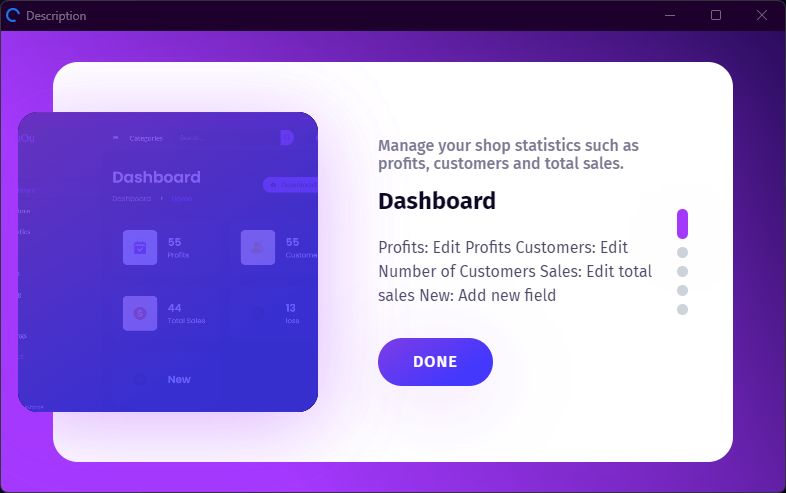 Description
Categories
Dashboard
Dashboard
Home
55
Profits
55
44
Total Sales
13
loss
New
Manage your shop statistics such as
profits, customers and total sales.
Dashboard
Profits: Edit Profits Customers: Edit
Number of Customers Sales: Edit total
sales New: Add new field
DONE